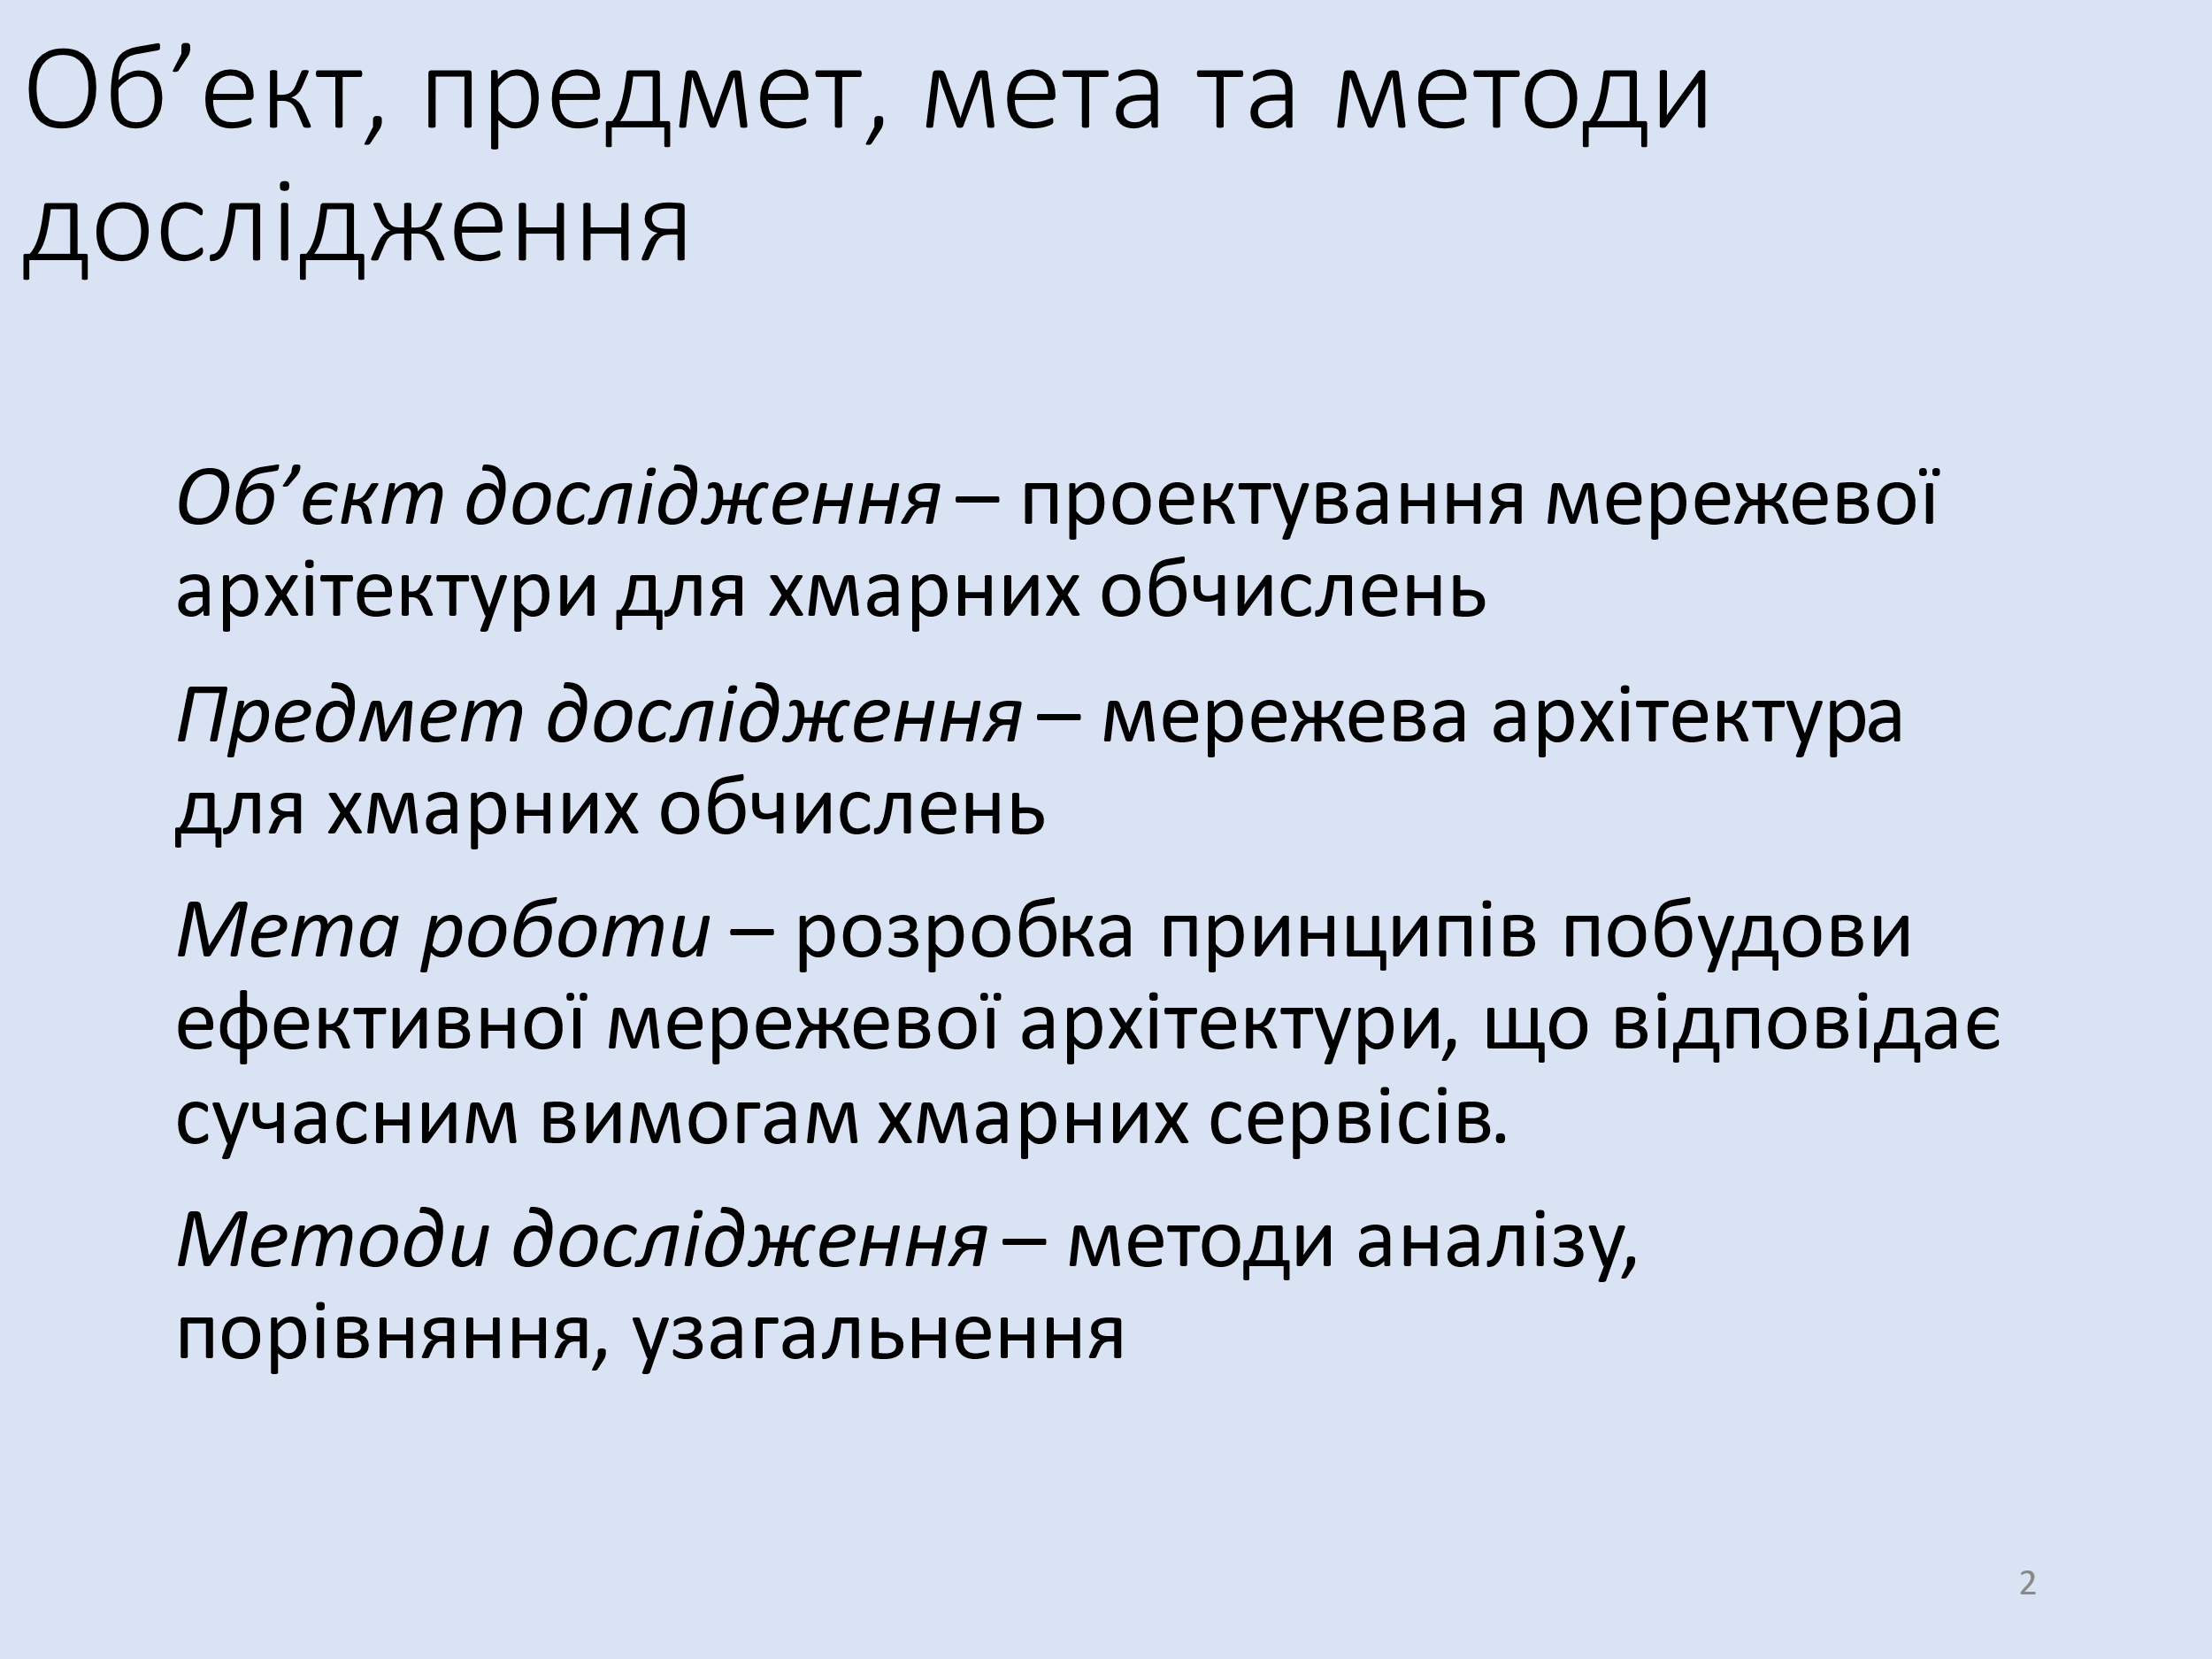 Об’ект, предмет, мета та методи
дослідження
Об’єкт дослідження – проектування мережевої
архітектури для хмарних обчислень
Предмет дослідження – мережева архітектура
для хмарних обчислень
Мета роботи – розробка принципів побудови
ефективної мережевої архітектури, що відповідає
сучасним вимогам хмарних сервісів.
Методи дослідження – методи аналізу,
порівняння, узагальнення
2